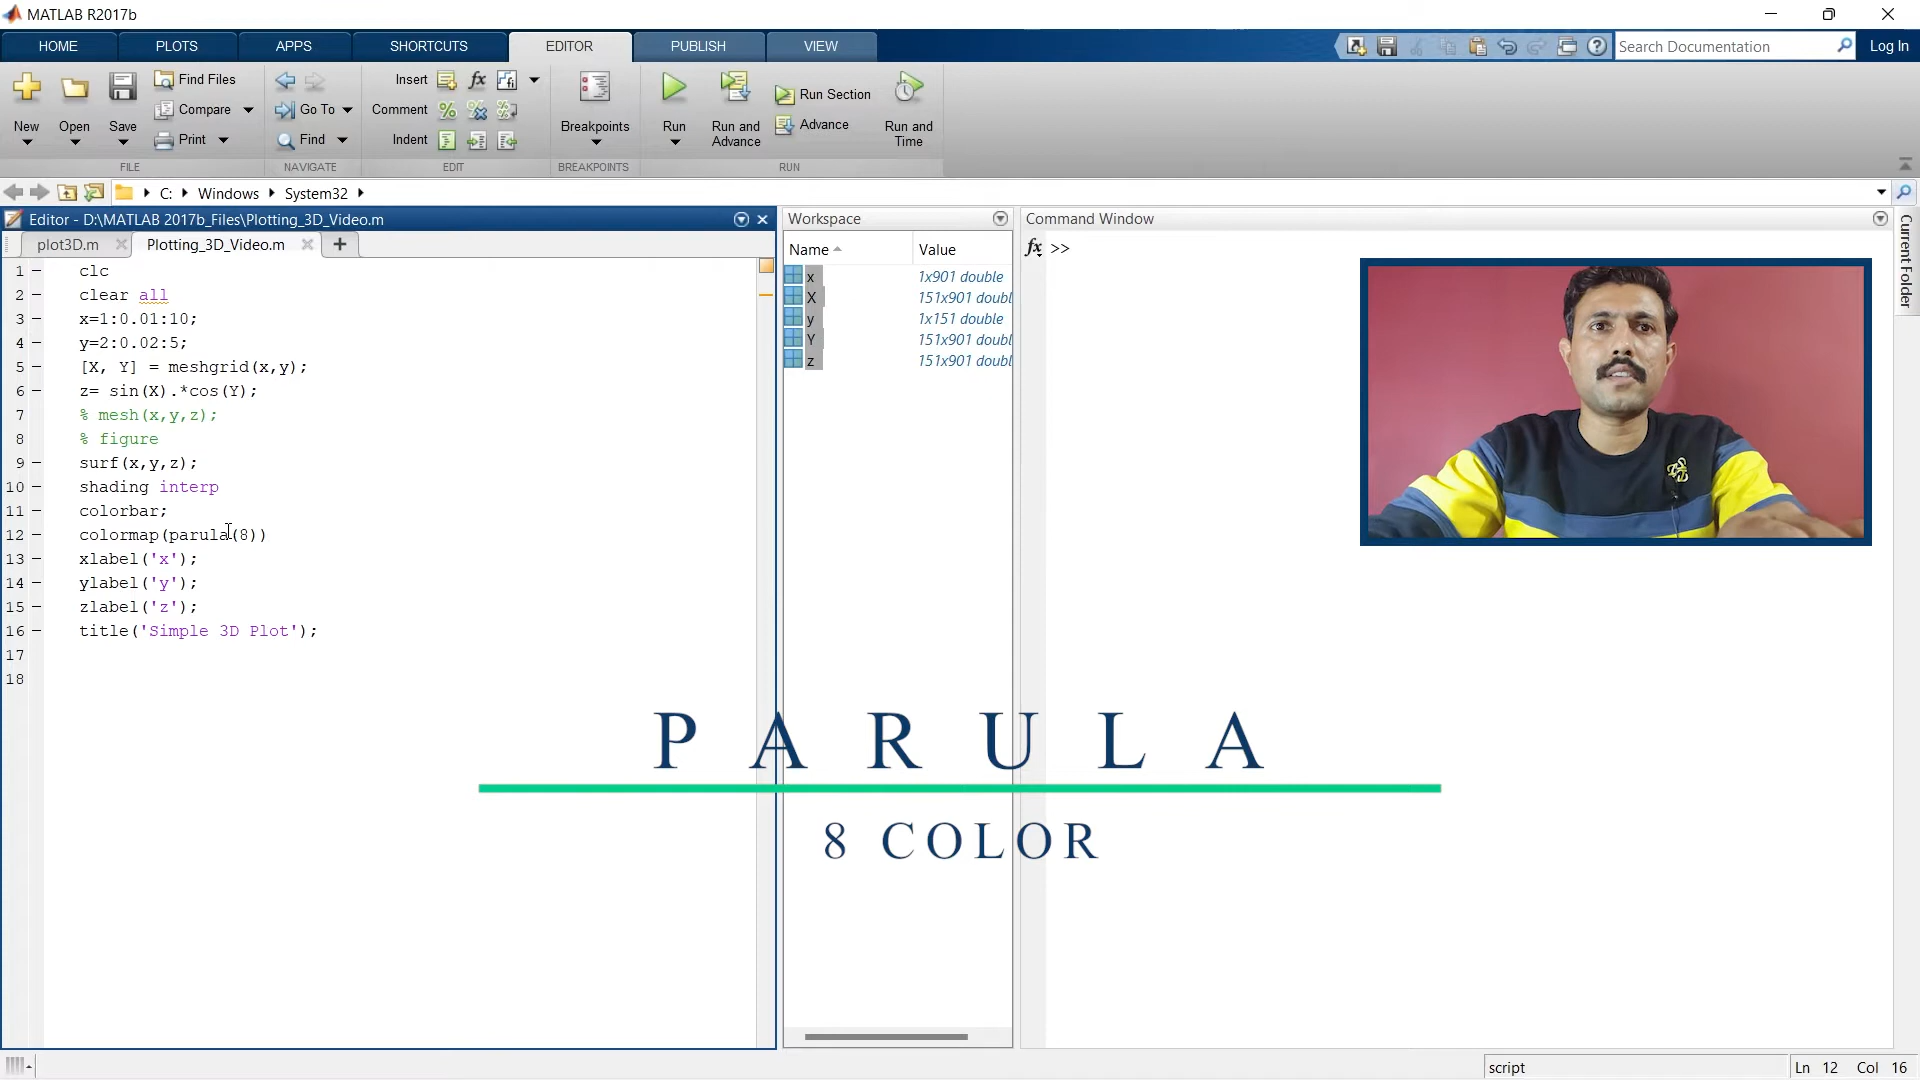 MATLAB R2017b
HOME PLOTS APPS SHORTCUTS EDITOR PUBLISH VIEW
Search Documentation Log In
Find Files Insert fx
Compare Go To Comment Run Section
New Open Save Print Find Indent Breakpoints Run Run and Advance Advance Run and Time
FILE NAVIGATE EDIT BREAKPOINTS RUN
C: Windows System32
Editor - D:\MATLAB 2017b_Files\Plotting_3D_Video.m
plot3D.m Plotting_3D_Video.m
1 clc
2 clear all
3 x=1:0.01:10;
4 y=2:0.02:5;
5 [X, Y] = meshgrid(x,y);
6 z= sin(X).*cos(Y);
7 % mesh(x,y,z);
8 % figure
9 surf(x,y,z);
10 shading interp
11 colorbar;
12 colormap(parula(8))
13 xlabel('x');
14 ylabel('y');
15 zlabel('z');
16 title('Simple 3D Plot');
17
18
Workspace
Name Value
x 1x901 double
X 151x901 doubl
y 1x151 double
Y 151x901 doubl
z 151x901 doubl
Command Window
fx >>
Current Folder
PARULA
8 COLOR
script Ln 12 Col 16